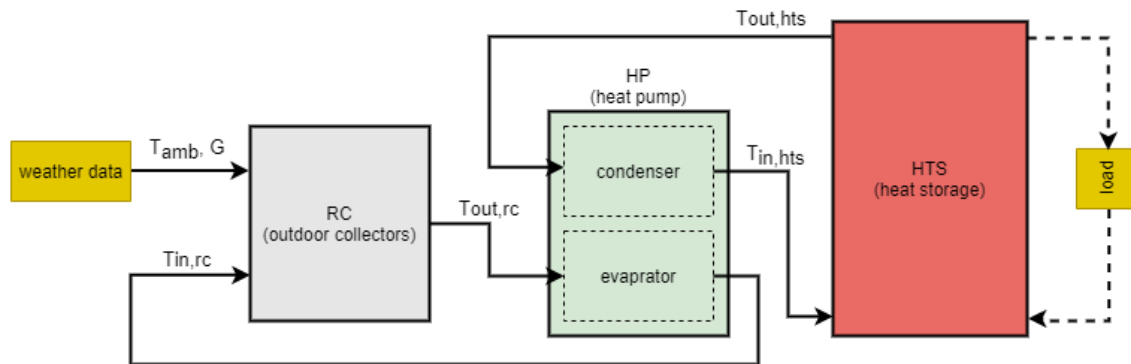 Tout,hts
HP
(heat pump)
weather data
Tamb, G
RC
(outdoor collectors)
Tin,rc
Tout,rc
condenser
evaprator
Tin,hts
HTS
(heat storage)
load